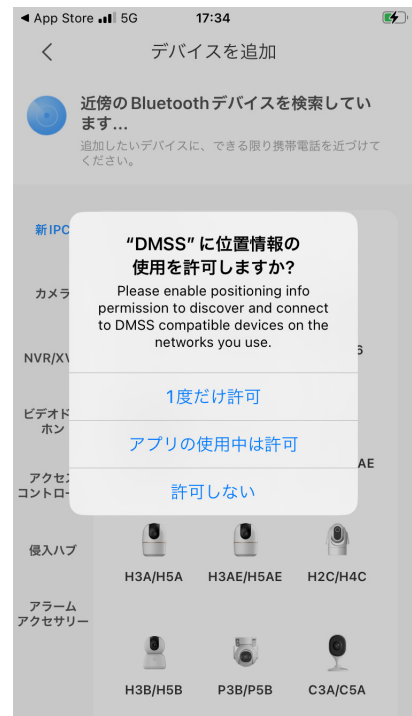 ◀ App Store 5G 17:34
デバイスを追加
近傍のBluetoothデバイスを検索してい
ます...
追加したいデバイスに、できる限り携帯電話を近づけて
ください。
新IPC
カメラ
NVR/XV
ビデオド
ホン
アクセス
コントロー
侵入ハブ
アラーム
アクセサリー
“DMSS”に位置情報の
使用を許可しますか?
Please enable positioning info
permission to discover and connect
to DMSS compatible devices on the
networks you use.
1度だけ許可
アプリの使用中は許可
許可しない
AE
H3A/H5A H3AE/H5AE H2C/H4C
H3B/H5B P3B/P5B C3A/C5A